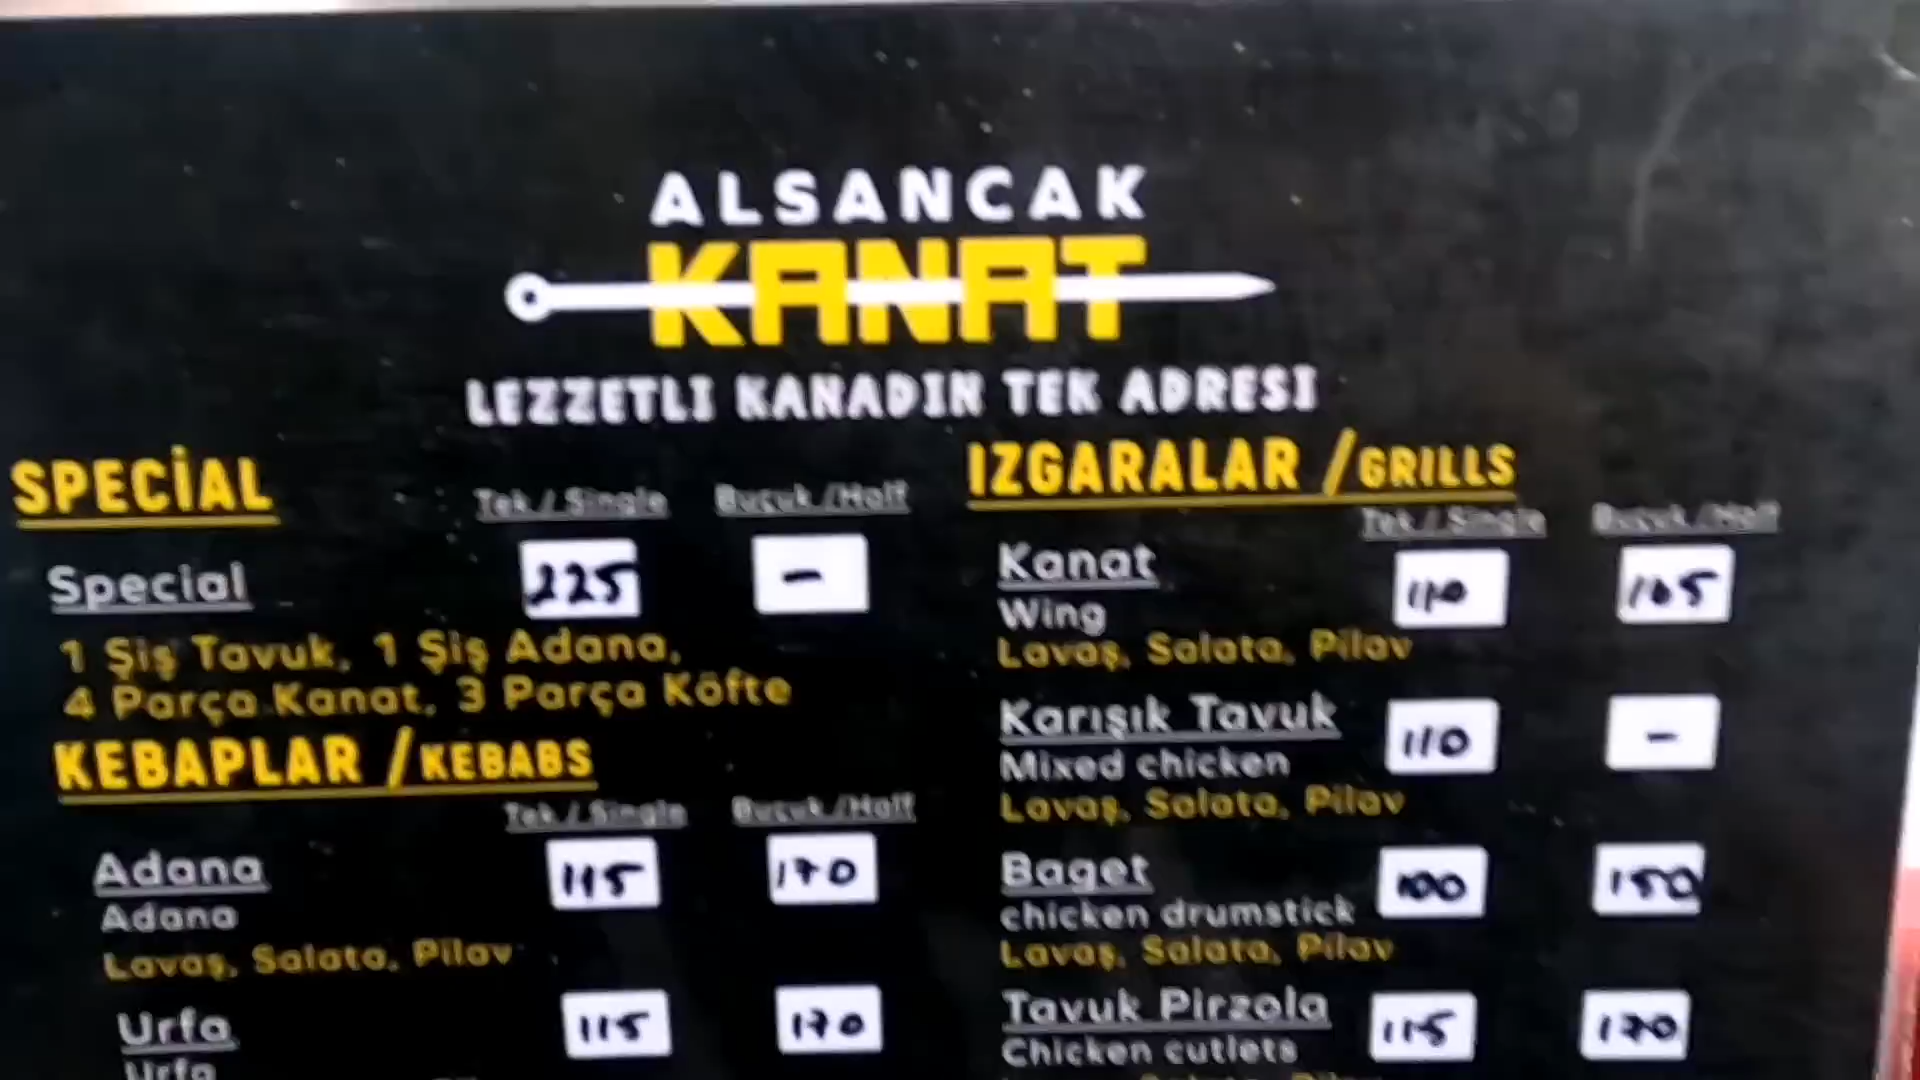 ALSANCAK
KANAT
LEZZETLI KANADIN TEK ADRESI
SPECİAL
Tek / Single Buçuk / Half
Special 225 -
1 Şiş Tavuk, 1 Şiş Adana,
4 Parça Kanat, 3 Parça Köfte
KEBAPLAR / KEBABS
Tek / Single Buçuk / Half
Adana 115 170
Adana
Lavaş, Salata, Pilav
Urfa 115 170
Urfa
IZGARALAR / GRILLS
Tek / Single Buçuk / Half
Kanat 110 165
Wing
Lavaş, Salata, Pilav
Karışık Tavuk 110 -
Mixed chicken
Lavaş, Salata, Pilav
Baget 100 150
chicken drumstick
Lavaş, Salata, Pilav
Tavuk Pirzola 115 170
Chicken cutlets